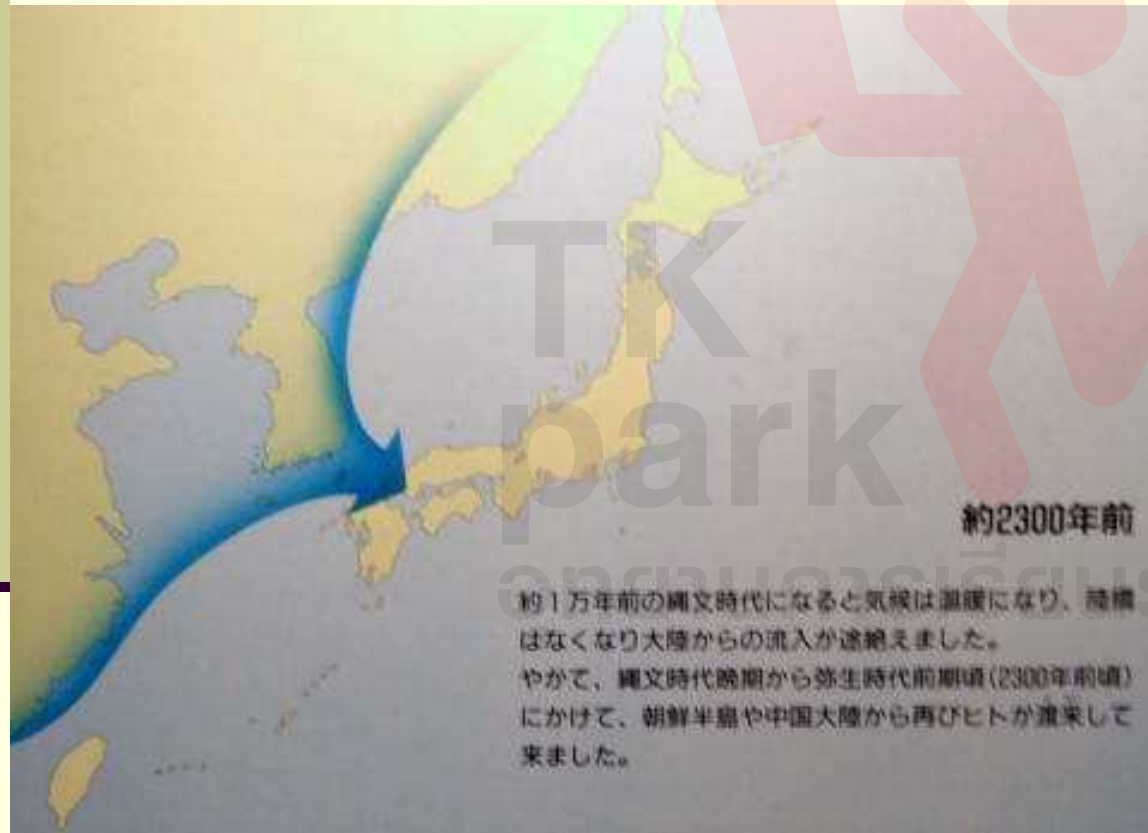 TK
park
約2300年前
約1万年前の縄文時代になると気候は温暖になり、陸橋
はなくなり大陸からの流入が途絶えました。
やがて、縄文時代晩期から弥生時代前期頃(2300年前頃)
にかけて、朝鮮半島や中国大陸から再びヒトが渡来して
来ました。